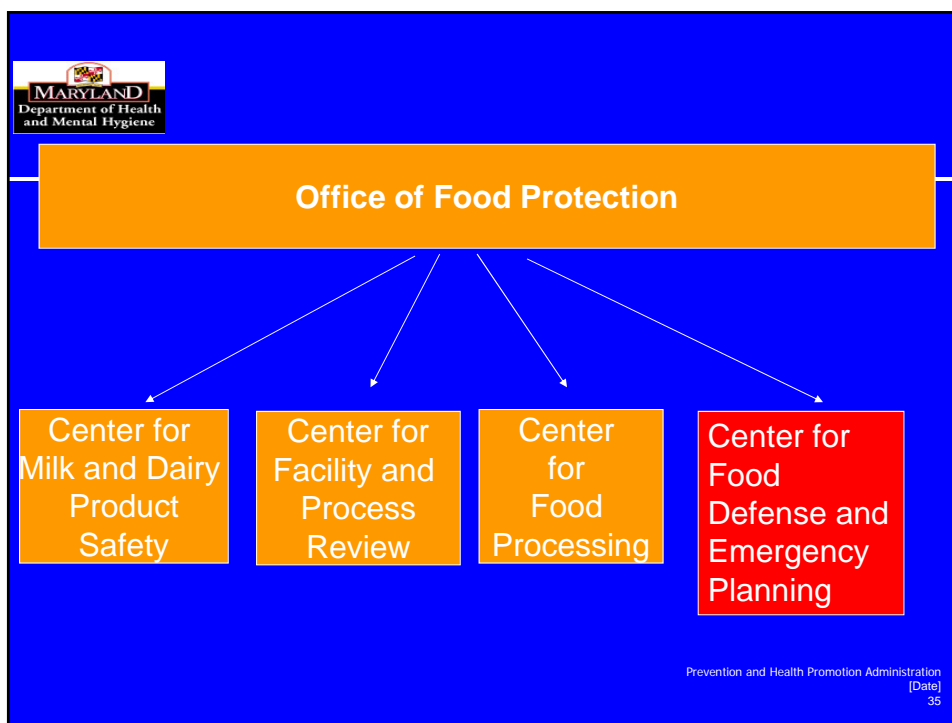 MARYLAND
Department of Health
and Mental Hygiene
Office of Food Protection
Center for
Milk and Dairy
Product
Safety
Center for
Facility and
Process
Review
Center
for
Food
Processing
Center for
Food
Defense and
Emergency
Planning
Prevention and Health Promotion Administration
[Date]
35